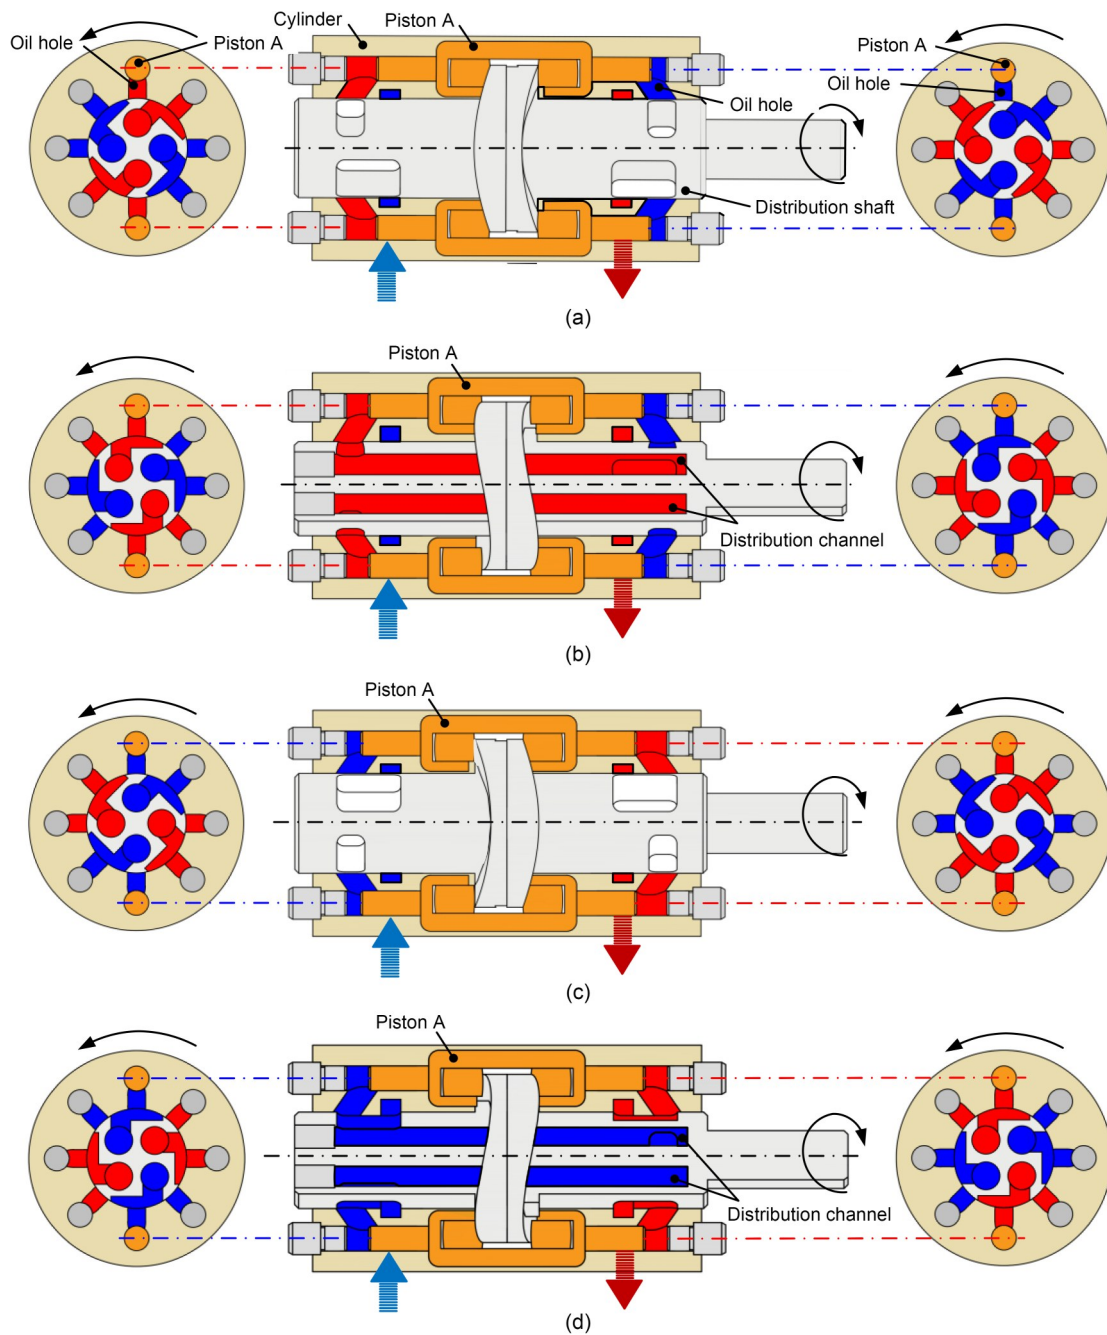 Cylinder
Piston A
Oil hole
Piston A
Piston A
Oil hole
Oil hole
Distribution shaft
(a)
Piston A
Distribution channel
(b)
Piston A
(c)
Piston A
Distribution channel
(d)